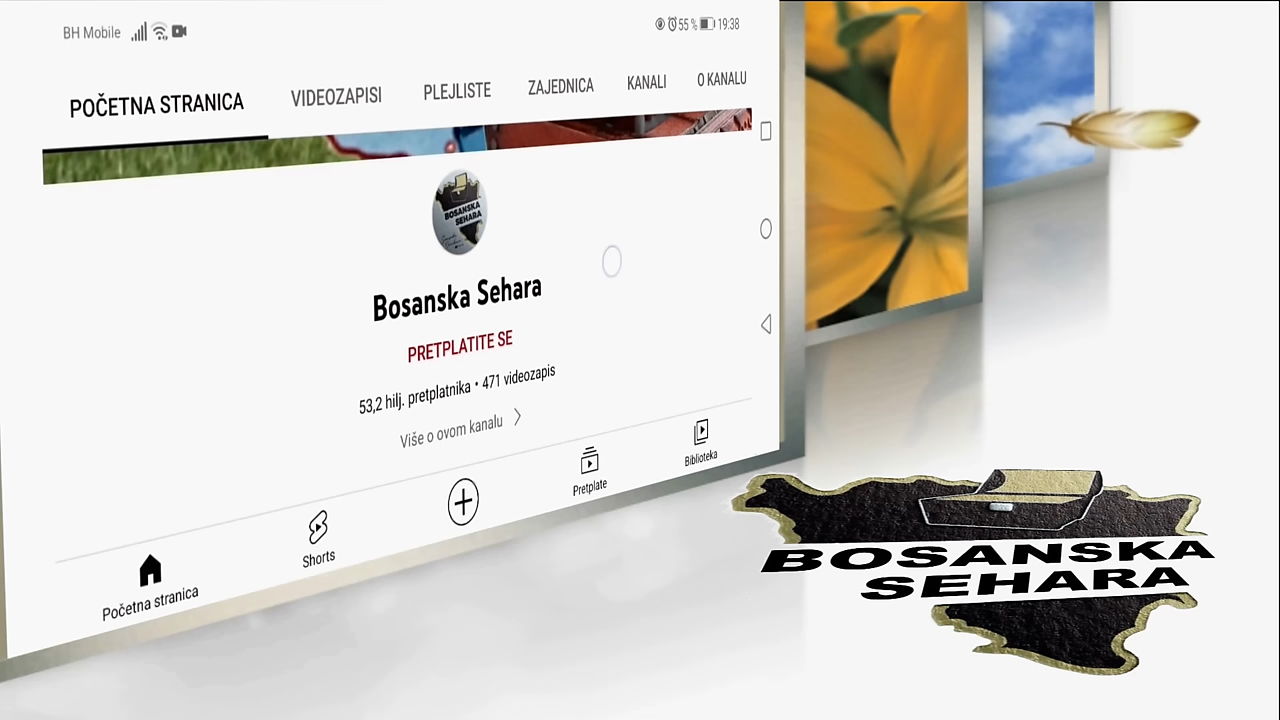 BH Mobile
55 % 19:38
POČETNA STRANICA VIDEOZAPISI PLEJLISTE ZAJEDNICA KANALI O KANALU
BOSANSKA
SEHARA
Bosanska Sehara
PRETPLATITE SE
53,2 hilj. pretplatnika • 471 videozapis
Više o ovom kanalu
Početna stranica Shorts Pretplate Biblioteka
BOSANSKA
SEHARA